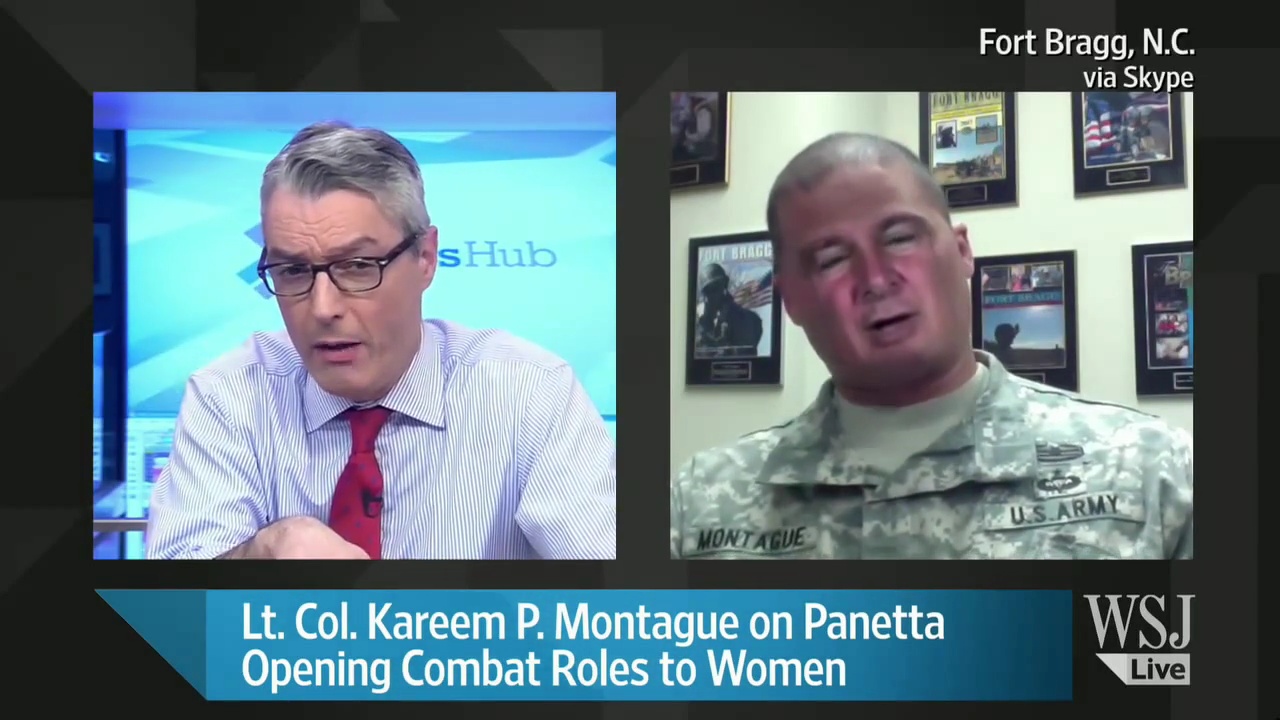 Fort Bragg, N.C.
via Skype
sHub
FORT BRAGG
FORT BRAGG
FORT BRAGG
U.S.ARMY
MONTAGUE
Lt. Col. Kareem P. Montague on Panetta
Opening Combat Roles to Women
WSJ
Live